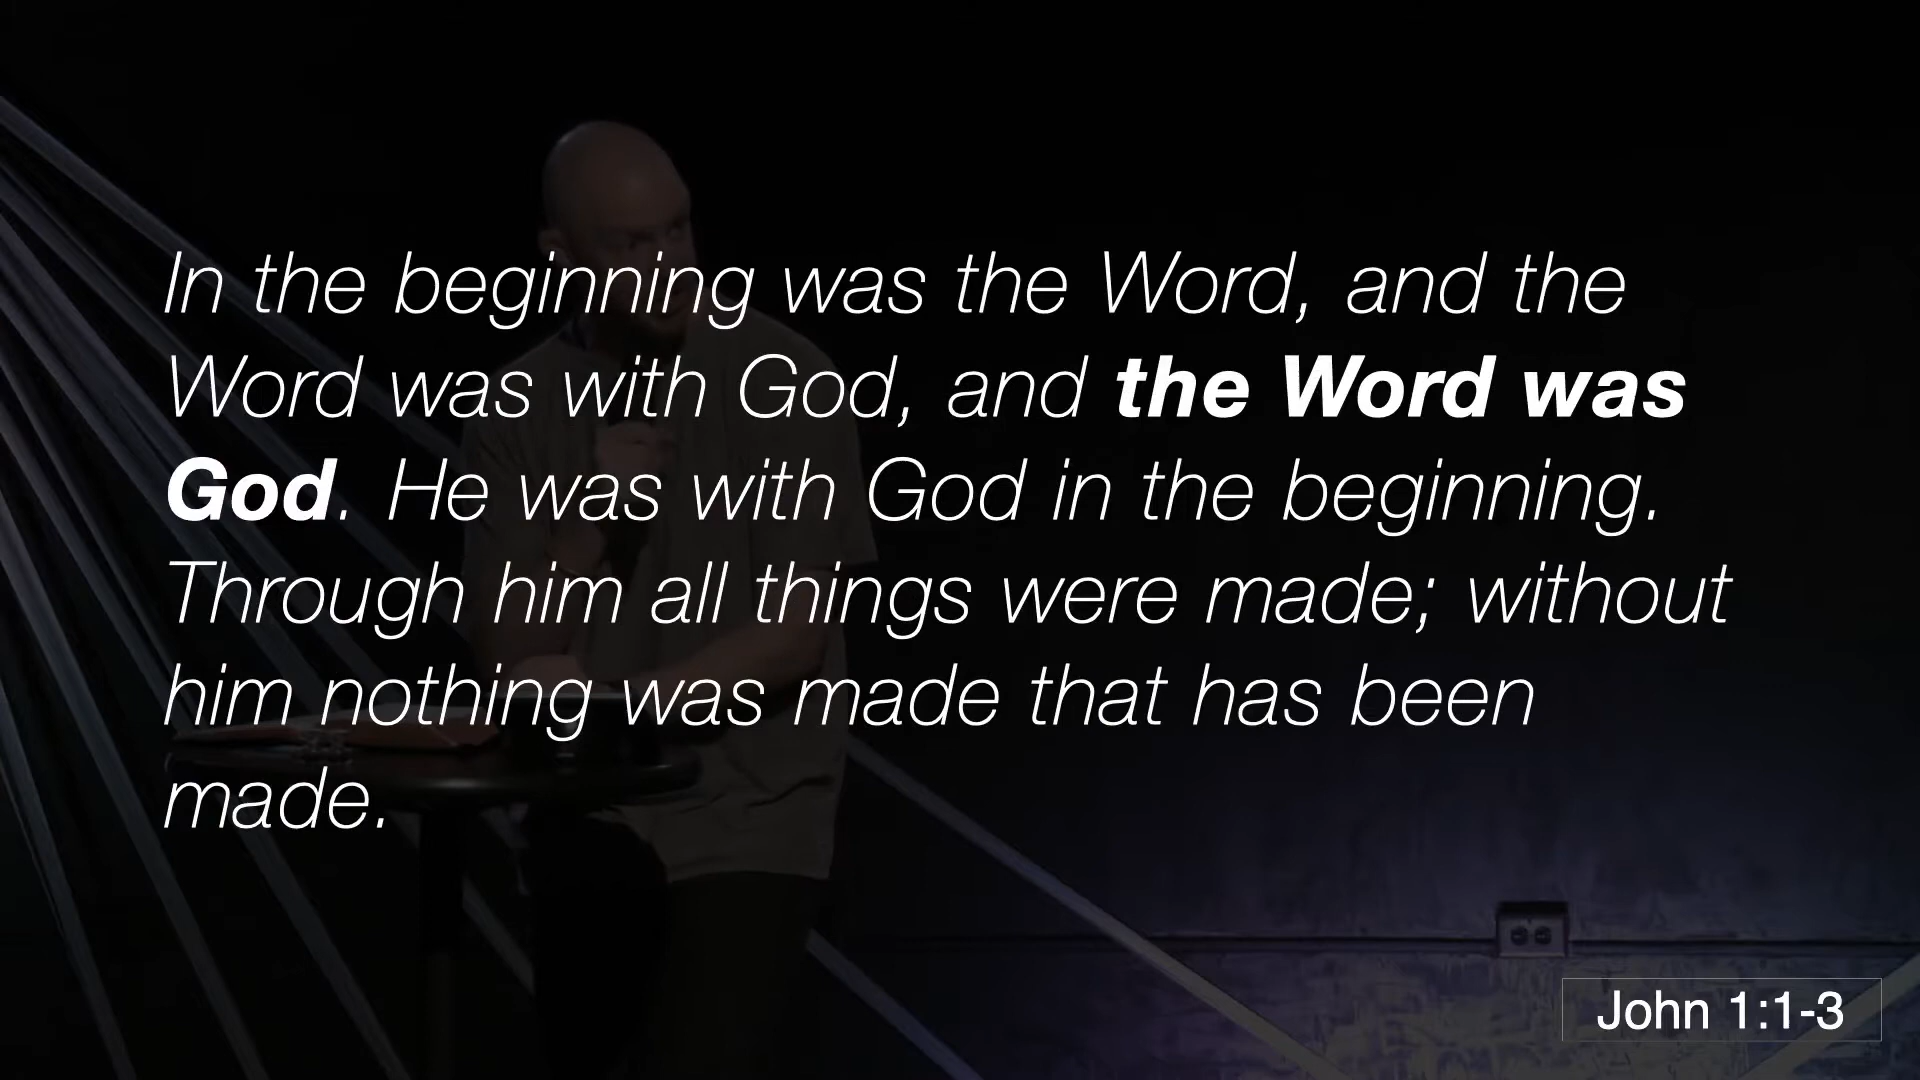 In the beginning was the Word, and the
Word was with God, and the Word was
God. He was with God in the beginning.
Through him all things were made; without
him nothing was made that has been
made.
John 1:1-3